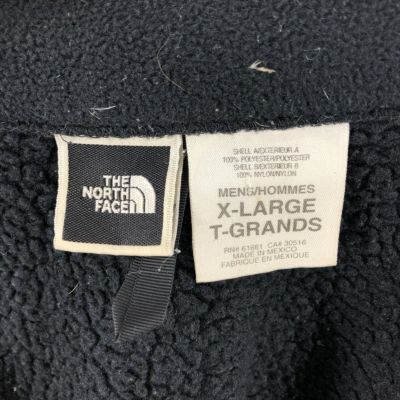 THE
NORTH
FACE
SHELL A/EXTERIEUR A
100% POLYESTER/POLYESTER
SHELL B/EXTERIEUR B
100% NYLON/NYLON
MENS/HOMMES
X-LARGE
T-GRANDS
RN# 61661 CA# 30516
MADE IN MEXICO
FABRIQUE EN MEXIQUE